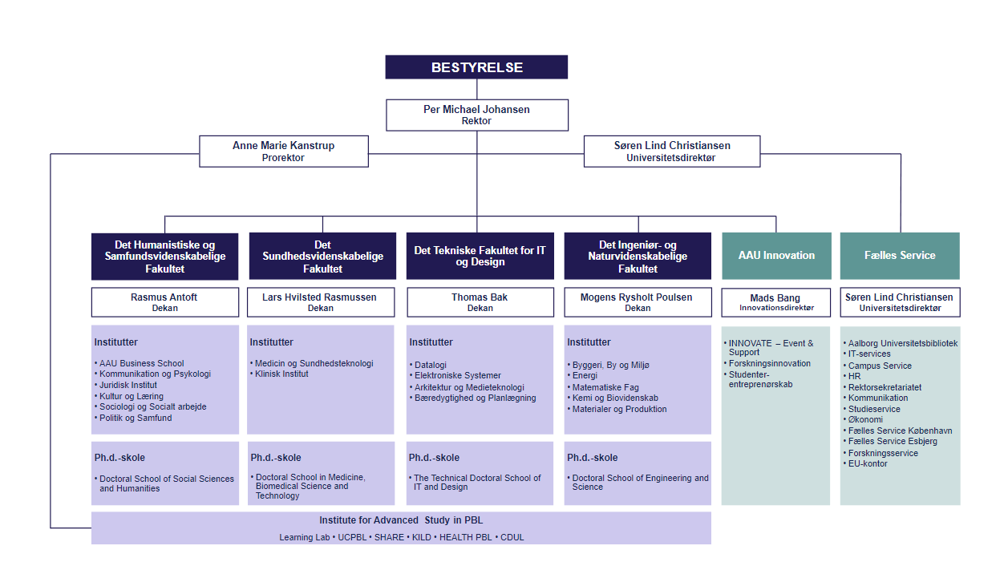 BESTYRELSE
Per Michael Johansen
Rektor
Anne Marie Kanstrup
Prorektor
Søren Lind Christiansen
Universitetsdirektør
Det Humanistiske og
Samfundsvidenskabelige
Fakultet
Rasmus Antoft
Dekan
Institutter
• AAU Business School
• Kommunikation og Psykologi
• Juridisk Institut
• Kultur og Læring
• Sociologi og Socialt arbejde
• Politik og Samfund
Ph.d.-skole
• Doctoral School of Social Sciences
and Humanities
Det
Sundhedsvidenskabelige
Fakultet
Lars Hvilsted Rasmussen
Dekan
Institutter
• Medicin og Sundhedsteknologi
• Klinisk Institut
Ph.d.-skole
• Doctoral School in Medicine,
Biomedical Science and
Technology
Det Tekniske Fakultet for IT
og Design
Thomas Bak
Dekan
Institutter
• Datalogi
• Elektroniske Systemer
• Arkitektur og Medieteknologi
• Bæredygtighed og Planlægning
Ph.d.-skole
• The Technical Doctoral School of
IT and Design
Det Ingeniør- og
Naturvidenskabelige
Fakultet
Mogens Rysholt Poulsen
Dekan
Institutter
• Byggeri, By og Miljø
• Energi
• Matematiske Fag
• Kemi og Biovidenskab
• Materialer og Produktion
Ph.d.-skole
• Doctoral School of Engineering and
Science
AAU Innovation
Mads Bang
Innovationsdirektør
• INNOVATE – Event &
Support
• Forskningsinnovation
• Studenter-
entreprenørskab
Fælles Service
Søren Lind Christiansen
Universitetsdirektør
• Aalborg Universitetsbibliotek
• IT-services
• Campus Service
• HR
• Rektorsekretariatet
• Kommunikation
• Studieservice
• Økonomi
• Fælles Service København
• Fælles Service Esbjerg
• Forskningsservice
• EU-kontor
Institute for Advanced Study in PBL
Learning Lab • UCPBL • SHARE • KILD • HEALTH PBL • CDUL